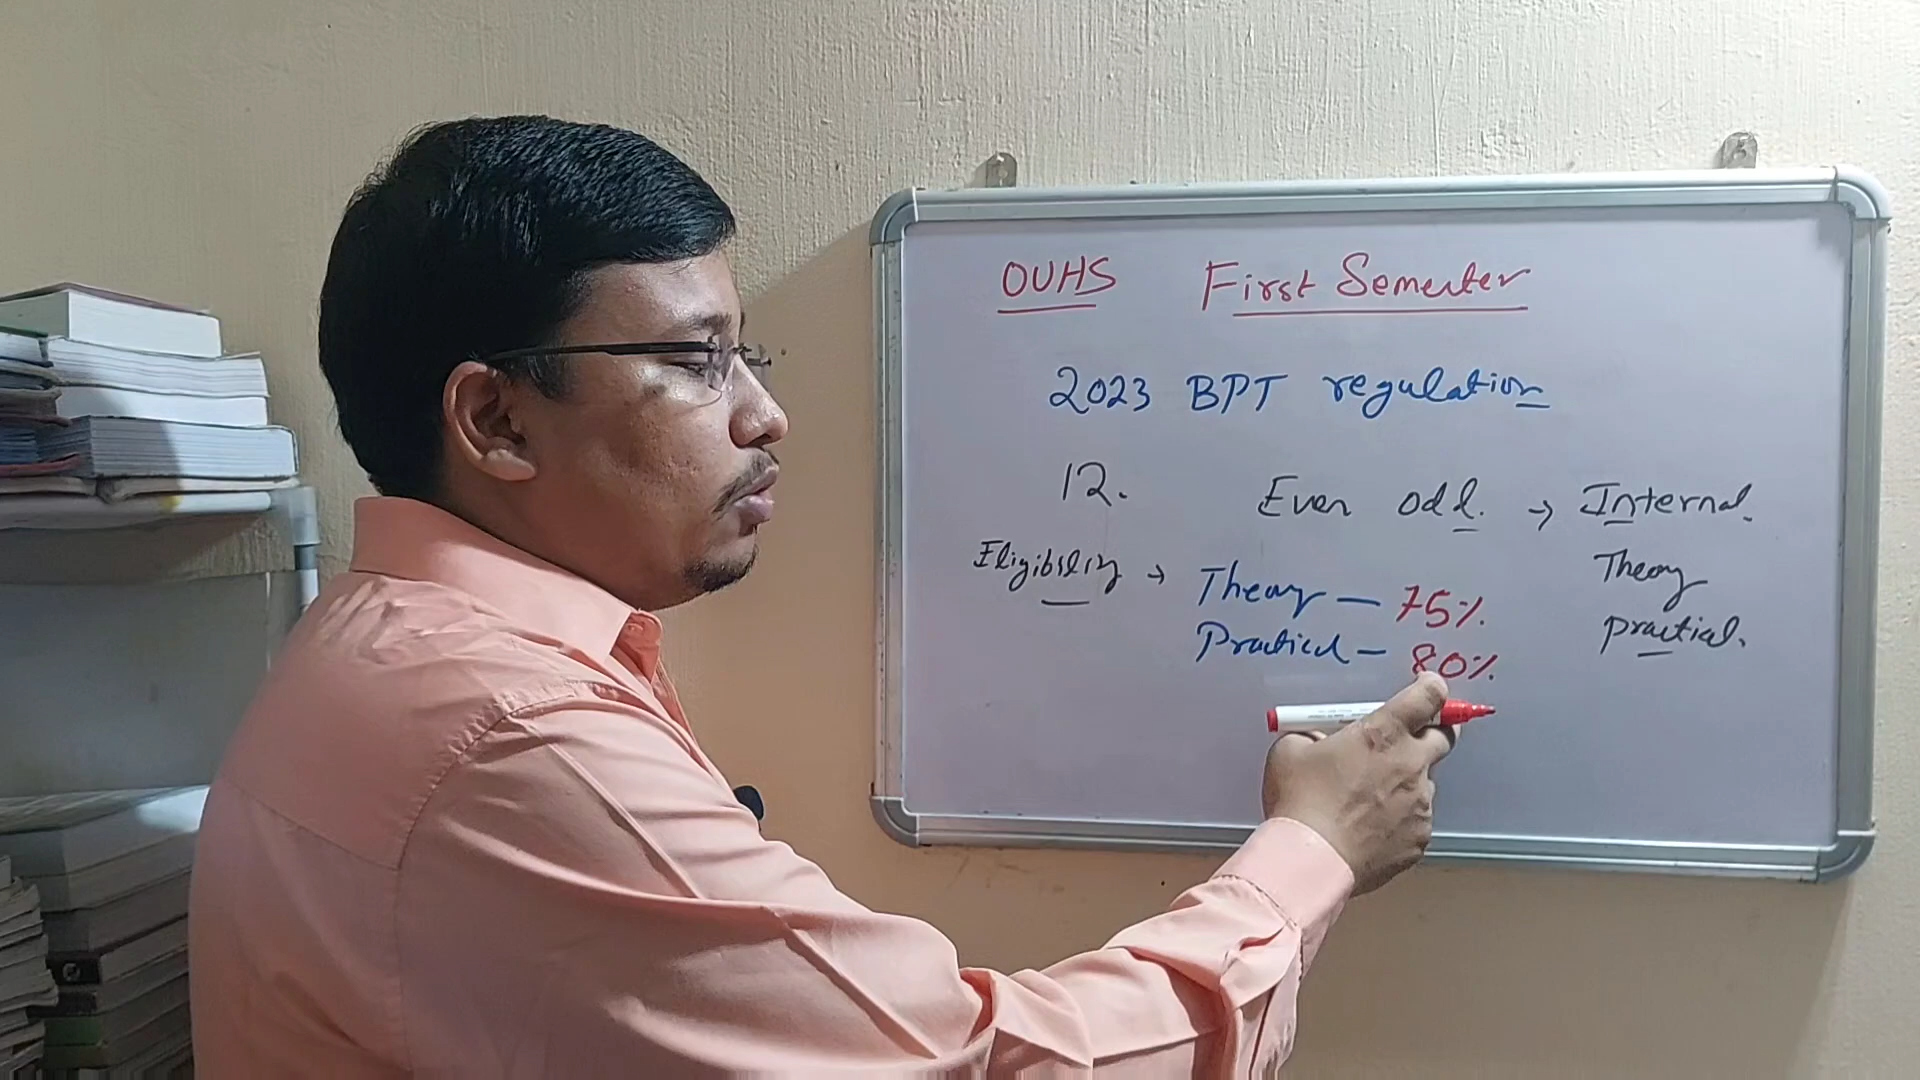 OUHS First Semester
2023 BPT regulation
12. Even odd. → Internal.
Eligibility → Theory — 75%
Theory
Practical — 80%
practical.